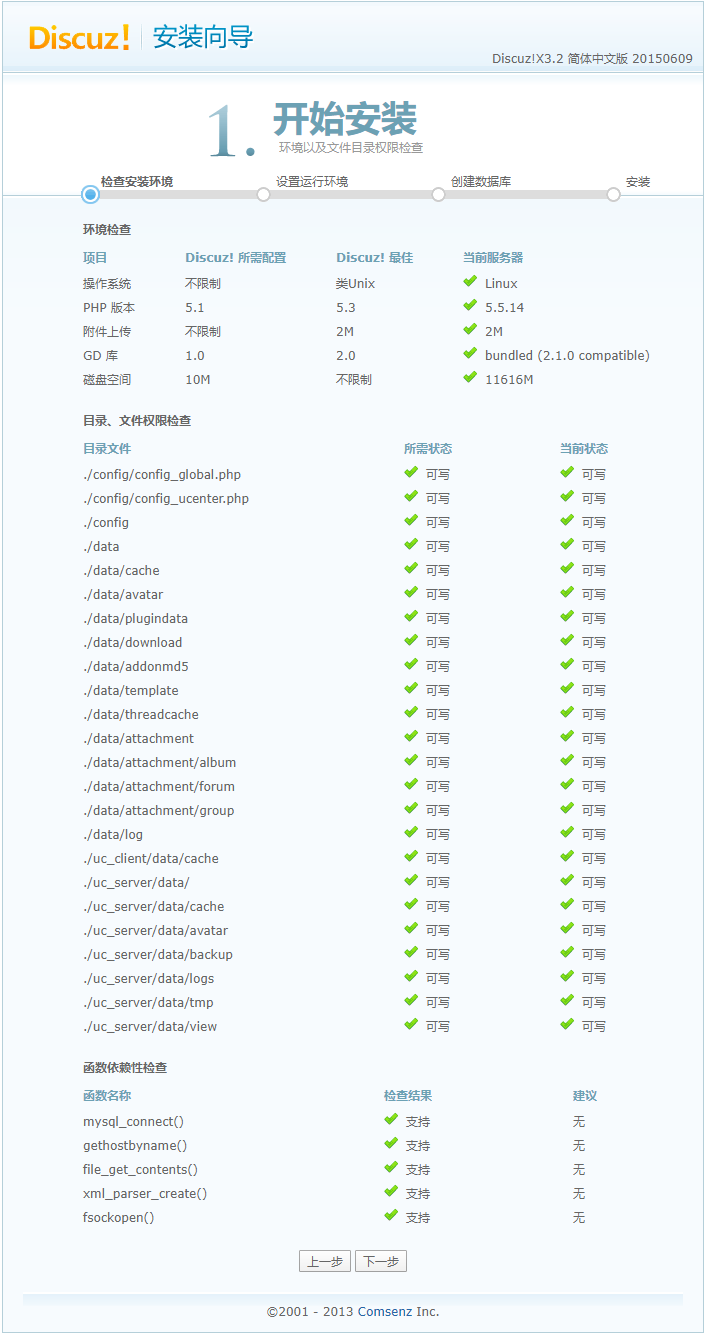 Discuz! 安装向导
Discuz!X3.2 简体中文版 20150609
1. 开始安装
环境以及文件目录权限检查
检查安装环境 设置运行环境 创建数据库 安装
环境检查
项目 Discuz! 所需配置 Discuz! 最佳 当前服务器
操作系统 不限制 类Unix Linux
PHP 版本 5.1 5.3 5.5.14
附件上传 不限制 2M 2M
GD 库 1.0 2.0 bundled (2.1.0 compatible)
磁盘空间 10M 不限制 11616M
目录、文件权限检查
目录文件 所需状态 当前状态
./config/config_global.php 可写 可写
./config/config_ucenter.php 可写 可写
./config 可写 可写
./data 可写 可写
./data/cache 可写 可写
./data/avatar 可写 可写
./data/plugindata 可写 可写
./data/download 可写 可写
./data/addonmd5 可写 可写
./data/template 可写 可写
./data/threadcache 可写 可写
./data/attachment 可写 可写
./data/attachment/album 可写 可写
./data/attachment/forum 可写 可写
./data/attachment/group 可写 可写
./data/log 可写 可写
./uc_client/data/cache 可写 可写
./uc_server/data/ 可写 可写
./uc_server/data/cache 可写 可写
./uc_server/data/avatar 可写 可写
./uc_server/data/backup 可写 可写
./uc_server/data/logs 可写 可写
./uc_server/data/tmp 可写 可写
./uc_server/data/view 可写 可写
函数依赖性检查
函数名称 检查结果 建议
mysql_connect() 支持 无
gethostbyname() 支持 无
file_get_contents() 支持 无
xml_parser_create() 支持 无
fsockopen() 支持 无
上一步 下一步
©2001 - 2013 Comsenz Inc.